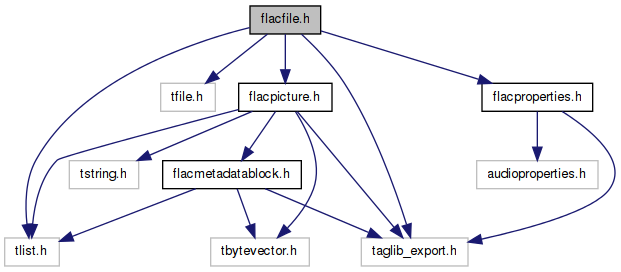 flacfile.h
tfile.h
flacpicture.h
flacproperties.h
tstring.h
flacmetadatablock.h
audioproperties.h
tlist.h
tbytevector.h
taglib_export.h